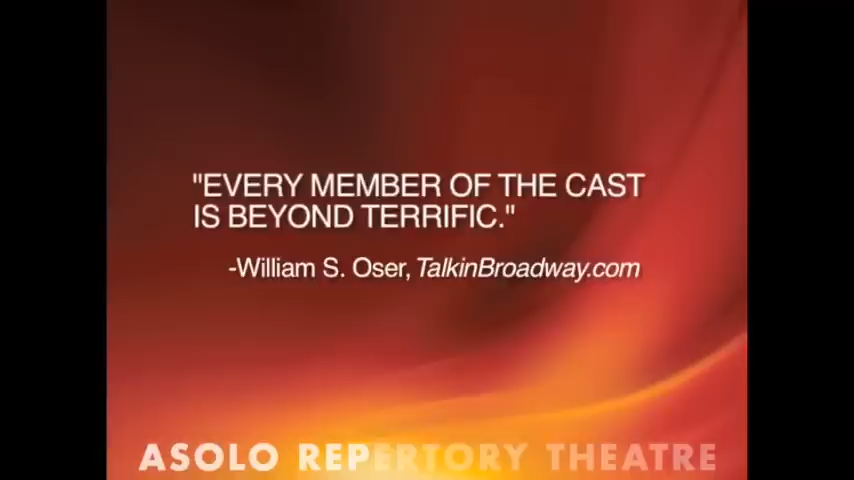 "EVERY MEMBER OF THE CAST
IS BEYOND TERRIFIC."
-William S. Oser, TalkinBroadway.com
ASOLO REPERTORY THEATRE